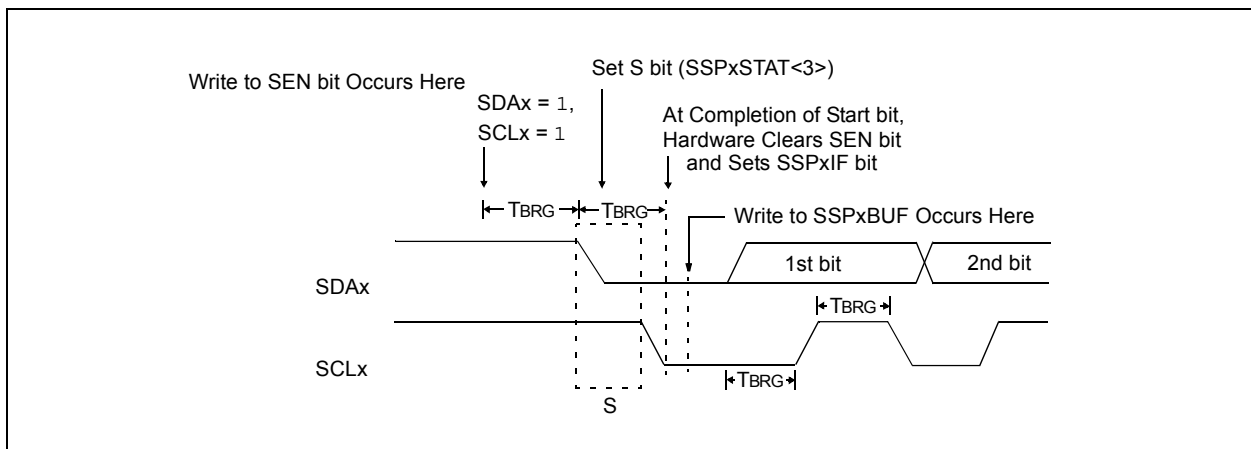 Write to SEN bit Occurs Here
SDAx = 1,
SCLx = 1
Set S bit (SSPxSTAT<3>)
At Completion of Start bit,
Hardware Clears SEN bit
and Sets SSPxIF bit
TBRG
TBRG
Write to SSPxBUF Occurs Here
SDAx
1st bit
2nd bit
TBRG
SCLx
TBRG
S